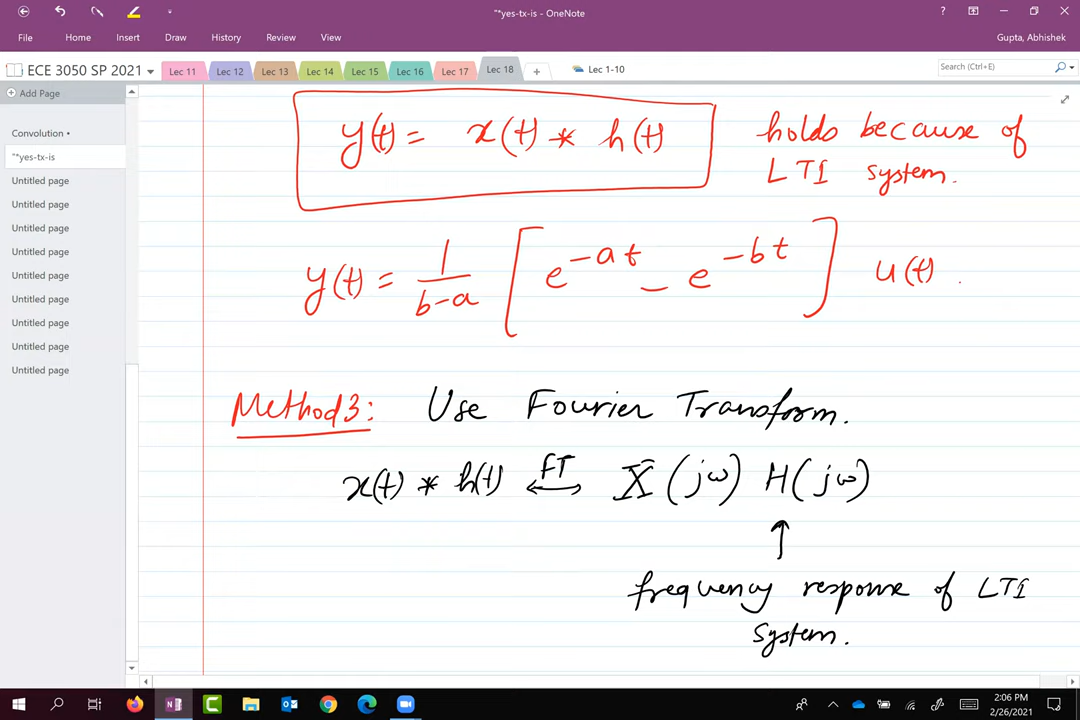 "*yes-tx-is - OneNote
File Home Insert Draw History Review View Gupta, Abhishek
ECE 3050 SP 2021 Lec 11 Lec 12 Lec 13 Lec 14 Lec 15 Lec 16 Lec 17 Lec 18 + Lec 1-10 Search (Ctrl+E)
Add Page
Convolution
"*yes-tx-is
Untitled page
Untitled page
Untitled page
Untitled page
Untitled page
Untitled page
Untitled page
Untitled page
Untitled page
y(t) = x(t) * h(t) holds because of
LTI system.
y(t) = 1/(b-a) [e^{-at} - e^{-bt}] u(t).
Method 3: Use Fourier Transform.
x(t) * h(t) <-FT-> X(jω) H(jω)
↑
frequency response of LTI
system.
2:06 PM
2/26/2021